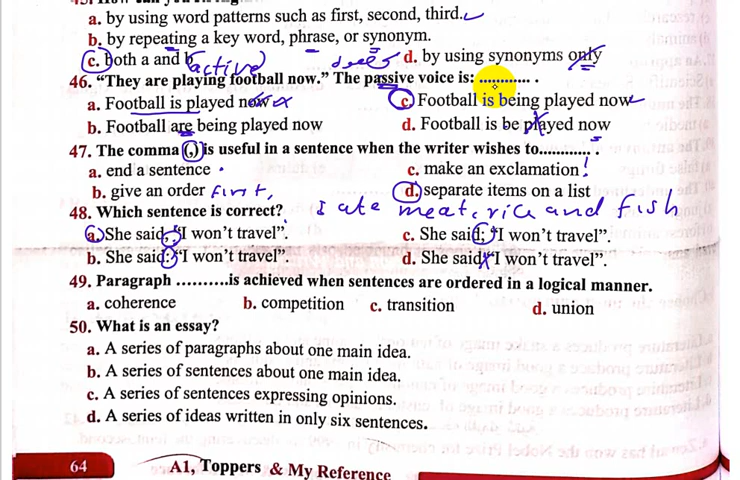 a. by using word patterns such as first, second, third.
b. by repeating a key word, phrase, or synonym.
c. both a and b d. by using synonyms only
active
46. “They are playing football now.” The passive voice is: ............ .
a. Football is played now c. Football is being played now
b. Football are being played now d. Football is be played now
47. The comma (,) is useful in a sentence when the writer wishes to............ .
a. end a sentence . c. make an exclamation !
b. give an order first, d. separate items on a list
48. Which sentence is correct? I ate meat, rice and fish
a. She said, “I won’t travel”. c. She said; “I won’t travel”.
b. She said: “I won’t travel”. d. She said “I won’t travel”.
49. Paragraph ..........is achieved when sentences are ordered in a logical manner.
a. coherence b. competition c. transition d. union
50. What is an essay?
a. A series of paragraphs about one main idea.
b. A series of sentences about one main idea.
c. A series of sentences expressing opinions.
d. A series of ideas written in only six sentences.
64 A1, Toppers & My Reference